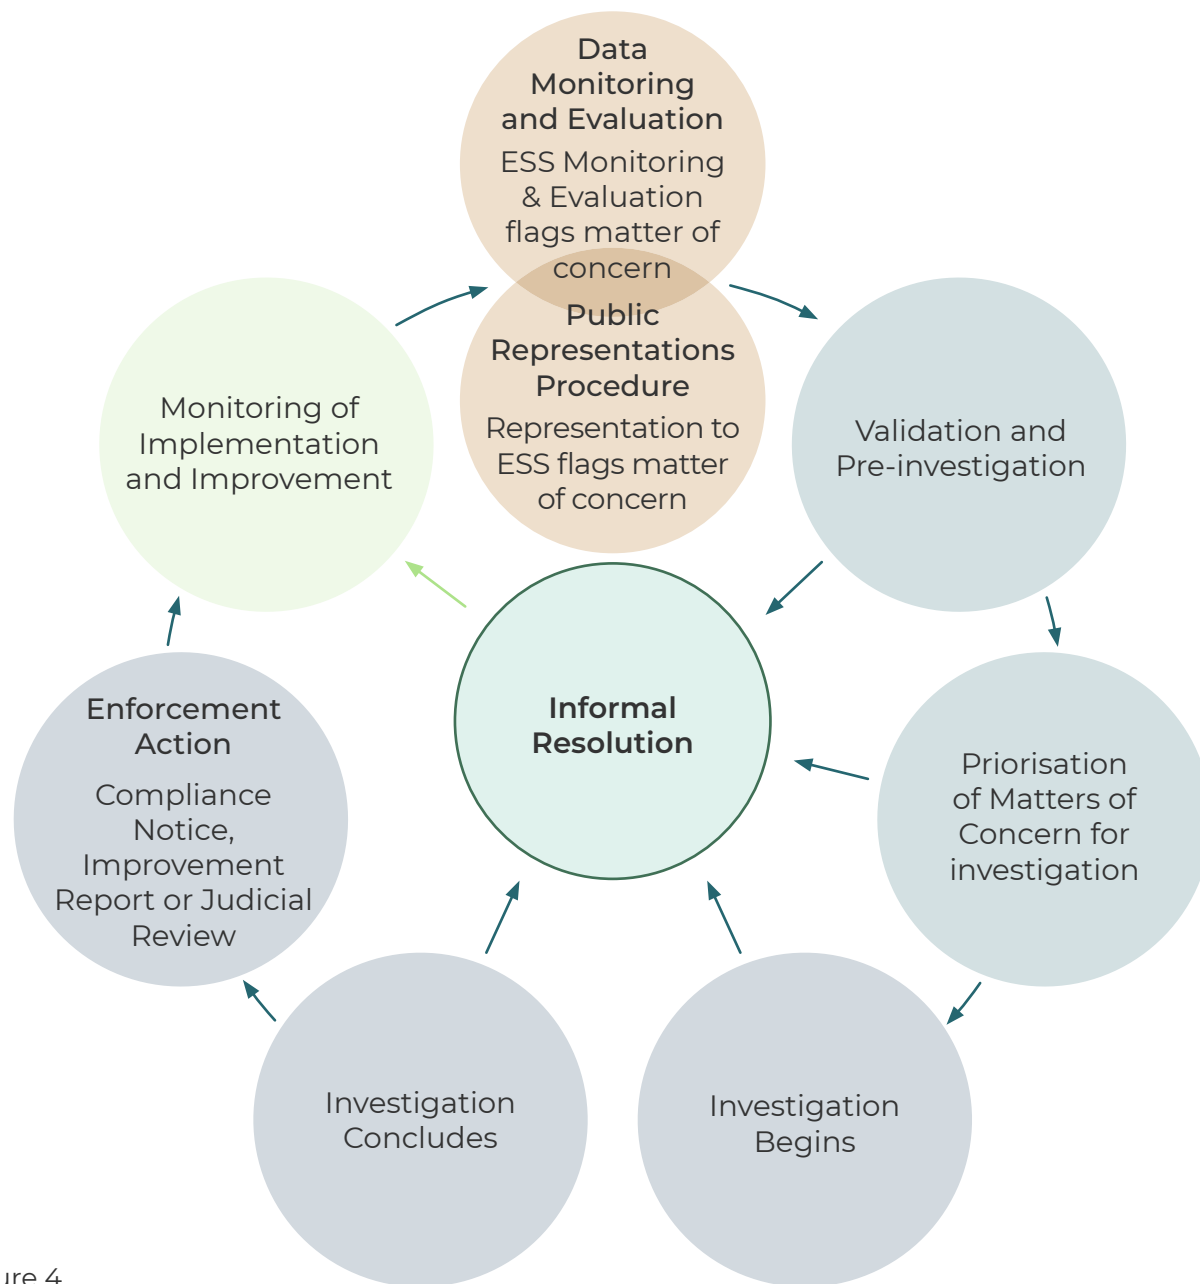 Data
Monitoring
and Evaluation
ESS Monitoring
& Evaluation
flags matter of
concern
Public
Representations
Procedure
Representation to
ESS flags matter
of concern
Validation and
Pre-investigation
Priorisation
of Matters of
Concern for
investigation
Investigation
Begins
Investigation
Concludes
Enforcement
Action
Compliance
Notice,
Improvement
Report or Judicial
Review
Monitoring of
Implementation
and Improvement
Informal
Resolution
ure 4